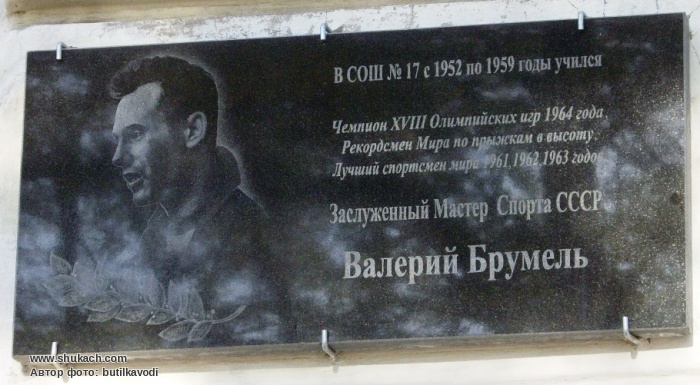 В СОШ № 17 с 1952 по 1959 годы учился
Чемпион XVIII Олимпийских игр 1964 года
Рекордсмен Мира по прыжкам в высоту
Лучший спортсмен мира 1961,1962,1963 годов
Заслуженный Мастер Спорта СССР
Валерий Брумель
www.shukach.com
Автор фото: butilkavodi